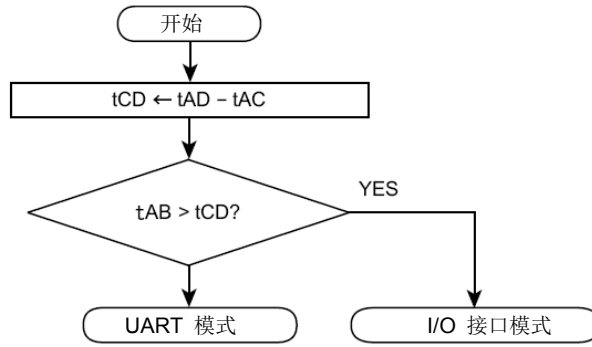 开始
tCD ← tAD – tAC
tAB > tCD?
YES
UART 模式
I/O 接口模式